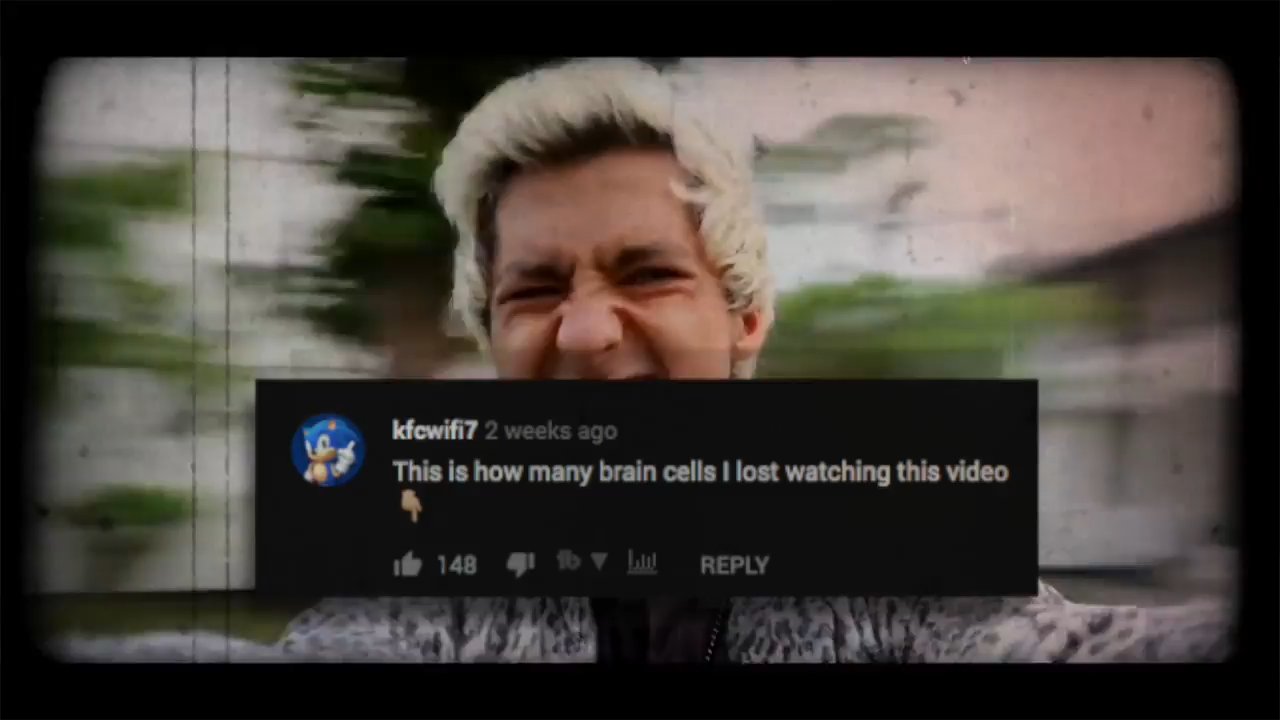 kfcwifi7 2 weeks ago
This is how many brain cells I lost watching this video
👇🏼
148 REPLY